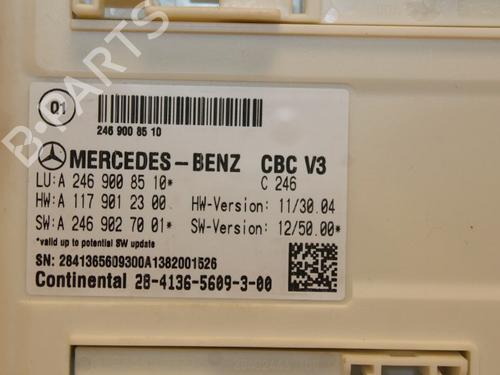 01
246 900 85 10
MERCEDES-BENZ CBC V3
LU:A 246 900 85 10* C 246
HW:A 117 901 23 00 HW-Version: 11/30.04
SW:A 246 902 70 01* SW-Version: 12/50.00*
*valid up to potential SW update
SN: 2841365609300A1382001526
Continental 28-4136-5609-3-00
B-PARTS